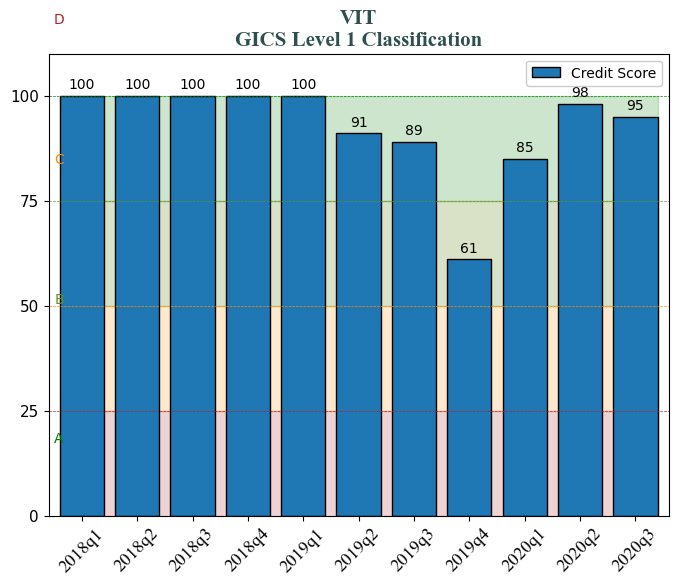 D
VIT
GICS Level 1 Classification
Credit Score
100
100
100
100
100
91
89
61
85
98
95
100
75
50
25
0
C
B
A
2018q1
2018q2
2018q3
2018q4
2019q1
2019q2
2019q3
2019q4
2020q1
2020q2
2020q3